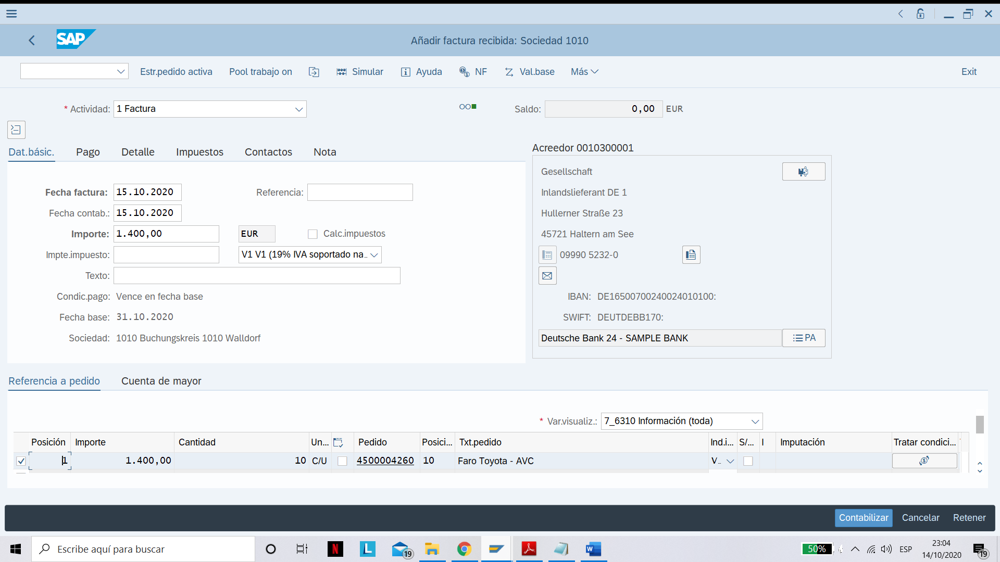 SAP
Añadir factura recibida: Sociedad 1010
Estr.pedido activa
Pool trabajo on
Simular
Ayuda
NF
Val.base
Más
Exit
* Actividad: 1 Factura
Saldo: 0,00 EUR
Dat.básic.
Pago
Detalle
Impuestos
Contactos
Nota
Fecha factura: 15.10.2020
Referencia:
Fecha contab.: 15.10.2020
Importe: 1.400,00 EUR
Calc.impuestos
Impte.impuesto: V1 V1 (19% IVA soportado na...
Texto:
Condic.pago: Vence en fecha base
Fecha base: 31.10.2020
Sociedad: 1010 Buchungskreis 1010 Walldorf
Acreedor 0010300001
Gesellschaft
Inlandslieferant DE 1
Hullerner Straße 23
45721 Haltern am See
09990 5232-0
IBAN: DE16500700240024010100:
SWIFT: DEUTDEBB170:
Deutsche Bank 24 - SAMPLE BANK
PA
Referencia a pedido
Cuenta de mayor
* Var.visualiz.: 7_6310 Información (toda)
Posición Importe Cantidad Un... Pedido Posici... Txt.pedido Ind.i... S/... I Imputación Tratar condici...
1 1.400,00 10 C/U 4500004260 10 Faro Toyota - AVC V...
Contabilizar
Cancelar
Retener
Escribe aquí para buscar
N
L
19
W
50%
ESP
23:04
14/10/2020
19